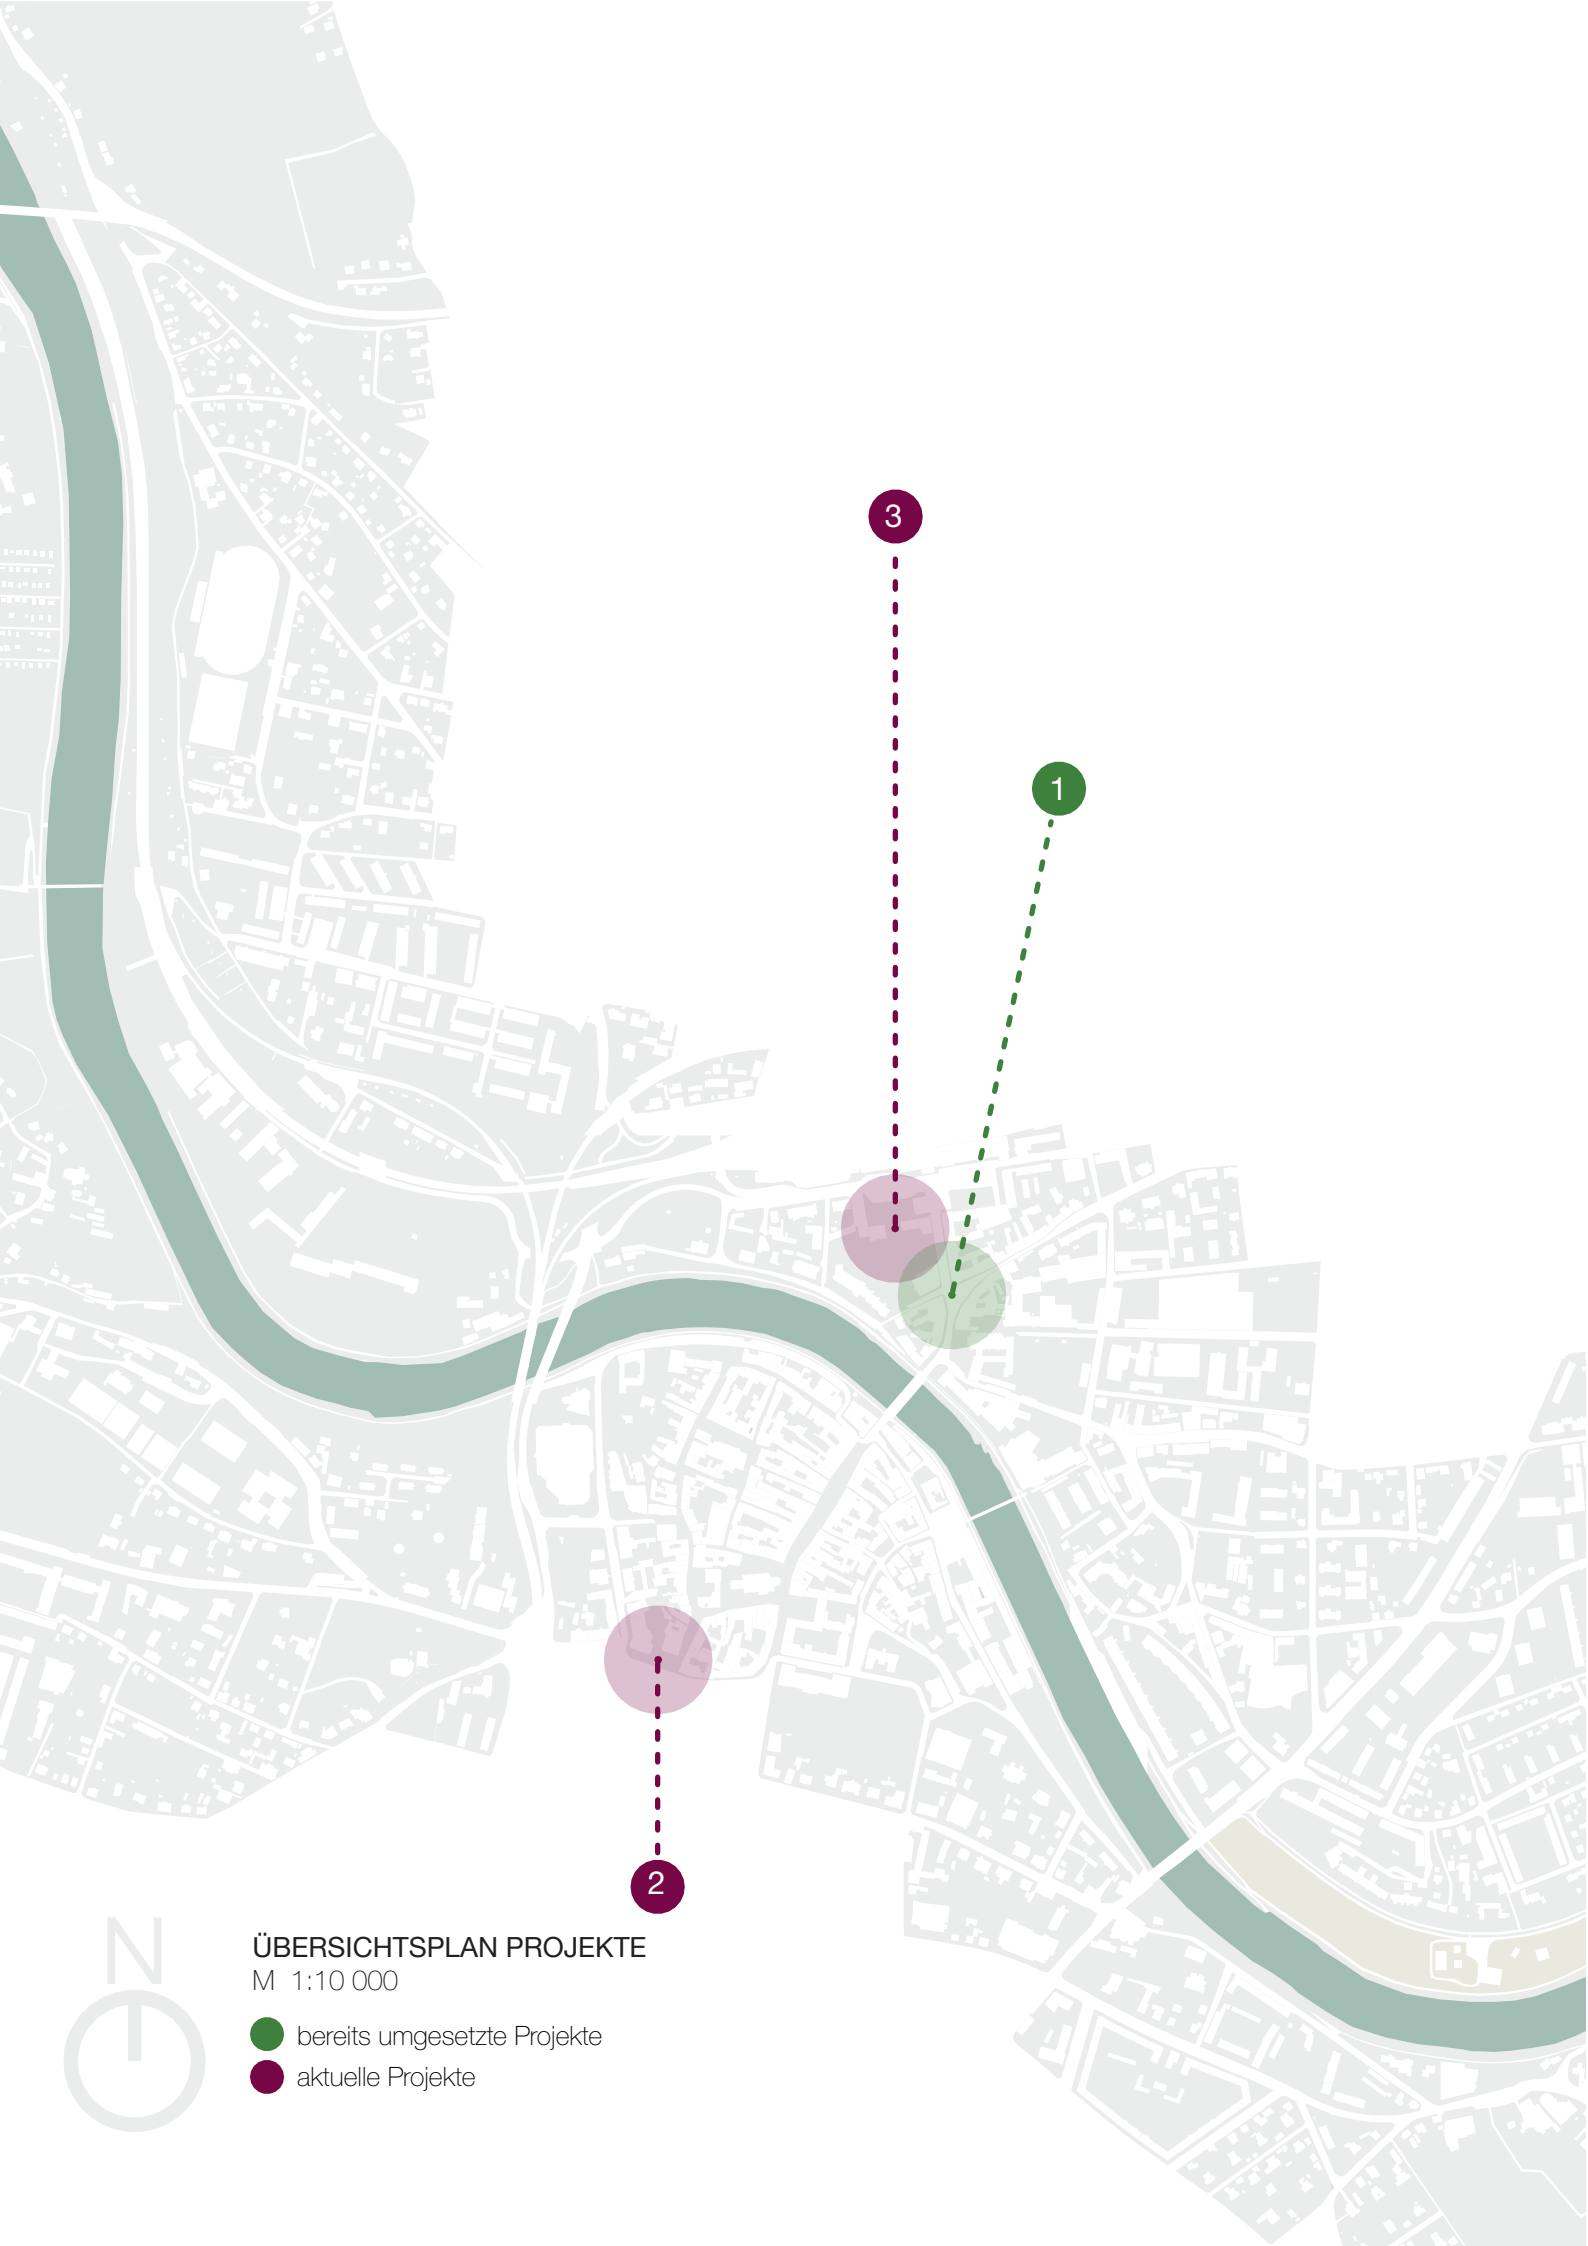 3
1
2
N
ÜBERSICHTSPLAN PROJEKTE
M 1:10 000
bereits umgesetzte Projekte
aktuelle Projekte